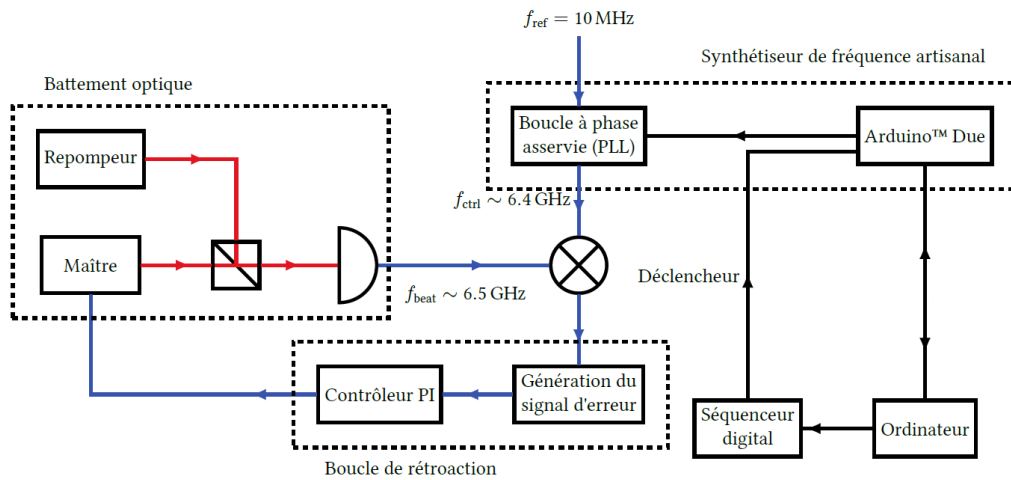 f_ref = 10 MHz
Synthétiseur de fréquence artisanal
Battement optique
Boucle à phase
asservie (PLL)
Arduino™ Due
Repompeur
f_ctrl ∼ 6.4 GHz
Maître
Déclencheur
f_beat ∼ 6.5 GHz
Contrôleur PI
Génération du
signal d'erreur
Séquenceur
digital
Ordinateur
Boucle de rétroaction